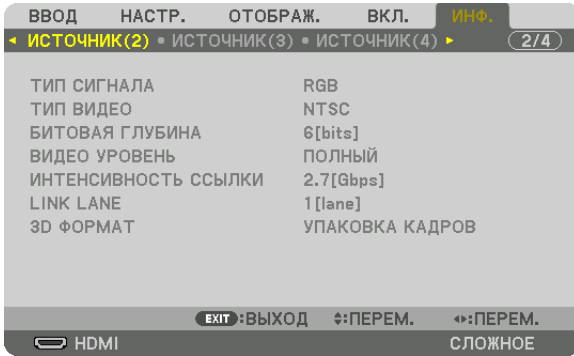 ВВОД НАСТР. ОТОБРАЖ. ВКЛ. ИНФ.
◄ ИСТОЧНИК(2) • ИСТОЧНИК(3) • ИСТОЧНИК(4) ► 2/4
ТИП СИГНАЛА RGB
ТИП ВИДЕО NTSC
БИТОВАЯ ГЛУБИНА 6[bits]
ВИДЕО УРОВЕНЬ ПОЛНЫЙ
ИНТЕНСИВНОСТЬ ССЫЛКИ 2.7[Gbps]
LINK LANE 1[lane]
3D ФОРМАТ УПАКОВКА КАДРОВ
EXIT:ВЫХОД ♦:ПЕРЕМ. ◄►:ПЕРЕМ.
HDMI СЛОЖНОЕ